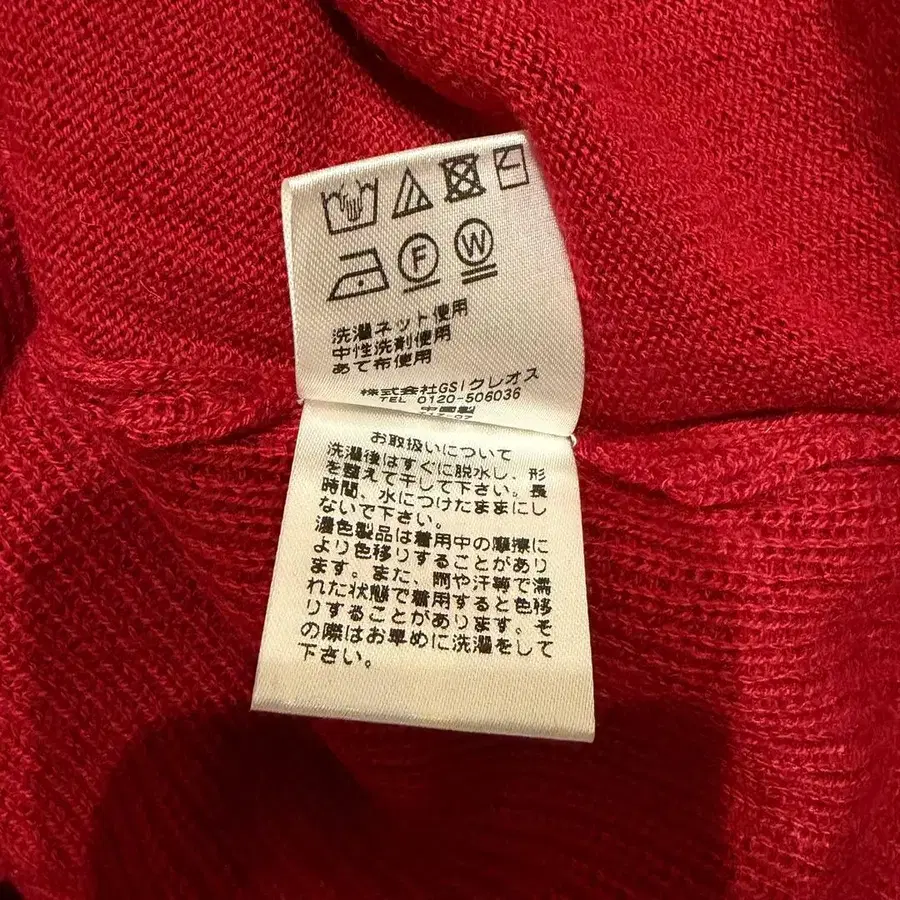 F
W
洗濯ネット使用
中性洗剤使用
あて布使用
株式会社GSIクレオス
TEL 0120-506036
中国製
お取扱いについて
洗濯後はすぐに脱水し、形
を整えて干して下さい。長
時間、水につけたままにし
ないで下さい。
濃色製品は着用中の摩擦に
より色移りすることがあり
ます。また、雨や汗等で濡
れた状態で着用すると色移
りすることがあります。そ
の際はお早めに洗濯をして
下さい。